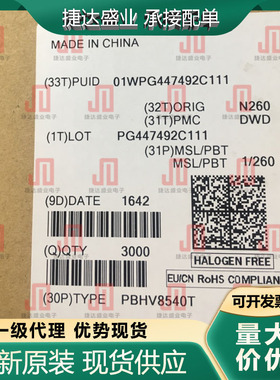 捷达盛业 承接配单
MADE IN CHINA
(33T)PUID 01WPG447492C111
(32T)ORIG N260
(31T)PMC DWD
(1T)LOT PG447492C111
(31P)MSL/PBT
MSL/PBT 1/260
(9D)DATE 1642
(Q)QTY 3000
HALOGEN FREE
EU/CN RoHS COMPLIAN
(30P)TYPE PBHV8540T
一级代理 优势现货
可开发票
全新原装 现货供应
量大价优